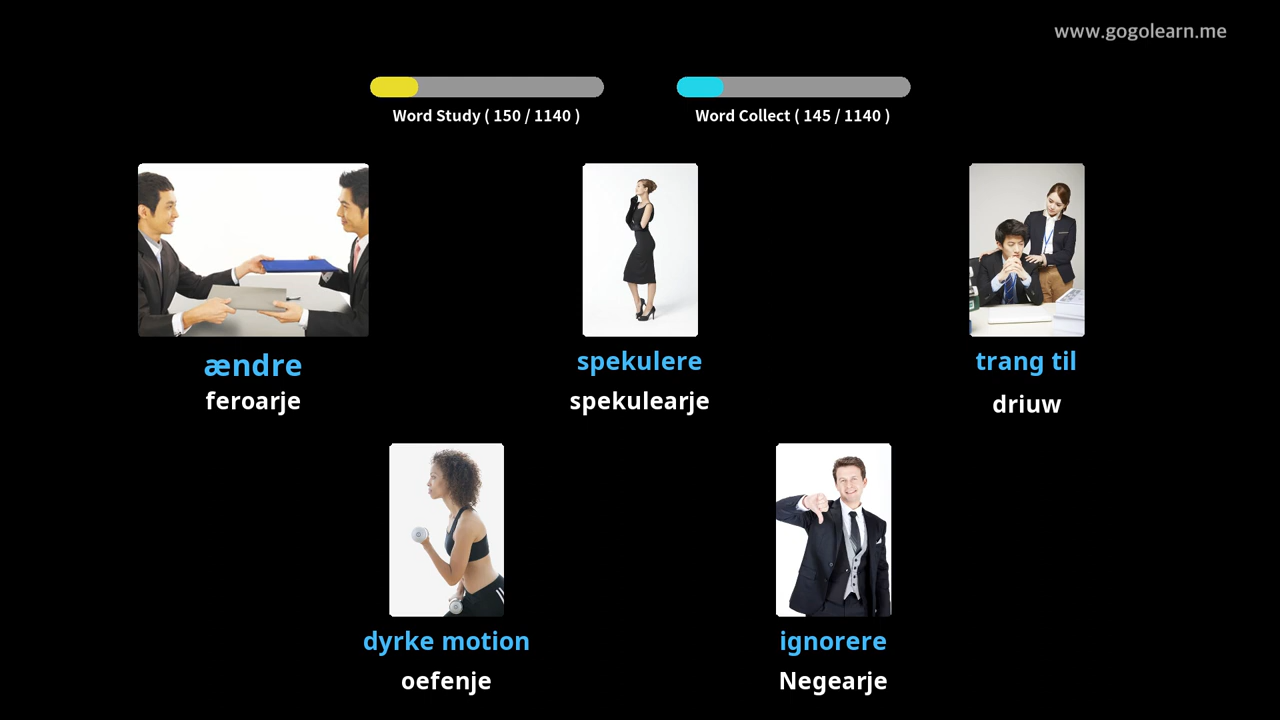 www.gogolearn.me
Word Study ( 150 / 1140 )
Word Collect ( 145 / 1140 )
ændre
feroarje
spekulere
spekulearje
trang til
driuw
dyrke motion
oefenje
ignorere
Negearje